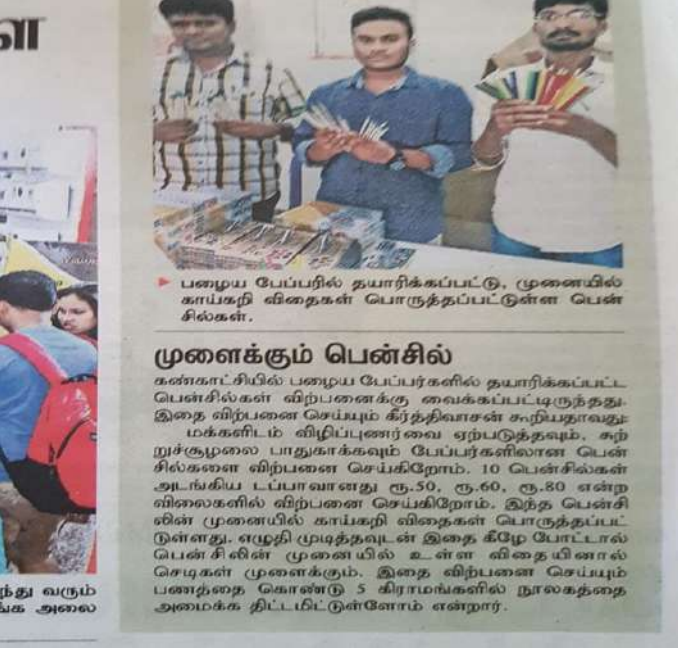 ளை
பழைய பேப்பரில் தயாரிக்கப்பட்டு, முனையில்
காய்கறி விதைகள் பொருத்தப்பட்டுள்ள பென்
சில்கள்.
முளைக்கும் பென்சில்
கண்காட்சியில் பழைய பேப்பர்களில் தயாரிக்கப்பட்ட
பென்சில்கள் விற்பனைக்கு வைக்கப்பட்டிருந்தது.
இதை விற்பனை செய்யும் கீர்த்திவாசன் கூறியதாவது:
மக்களிடம் விழிப்புணர்வை ஏற்படுத்தவும், சுற்
றுச்சூழலை பாதுகாக்கவும் பேப்பர்களிலான பென்
சில்களை விற்பனை செய்கிறோம். 10 பென்சில்கள்
அடங்கிய டப்பாவானது ரூ.50, ரூ.60, ரூ.80 என்ற
விலைகளில் விற்பனை செய்கிறோம். இந்த பென்சி
லின் முனையில் காய்கறி விதைகள் பொருத்தப்பட்
டுள்ளது. எழுதி முடித்தவுடன் இதை கீழே போட்டால்
பென்சிலின் முனையில் உள்ள விதையினால்
செடிகள் முளைக்கும். இதை விற்பனை செய்யும்
பணத்தை கொண்டு 5 கிராமங்களில் நூலகத்தை
அமைக்க திட்டமிட்டுள்ளோம் என்றார்.
ந்து வரும்
ங்க அலை